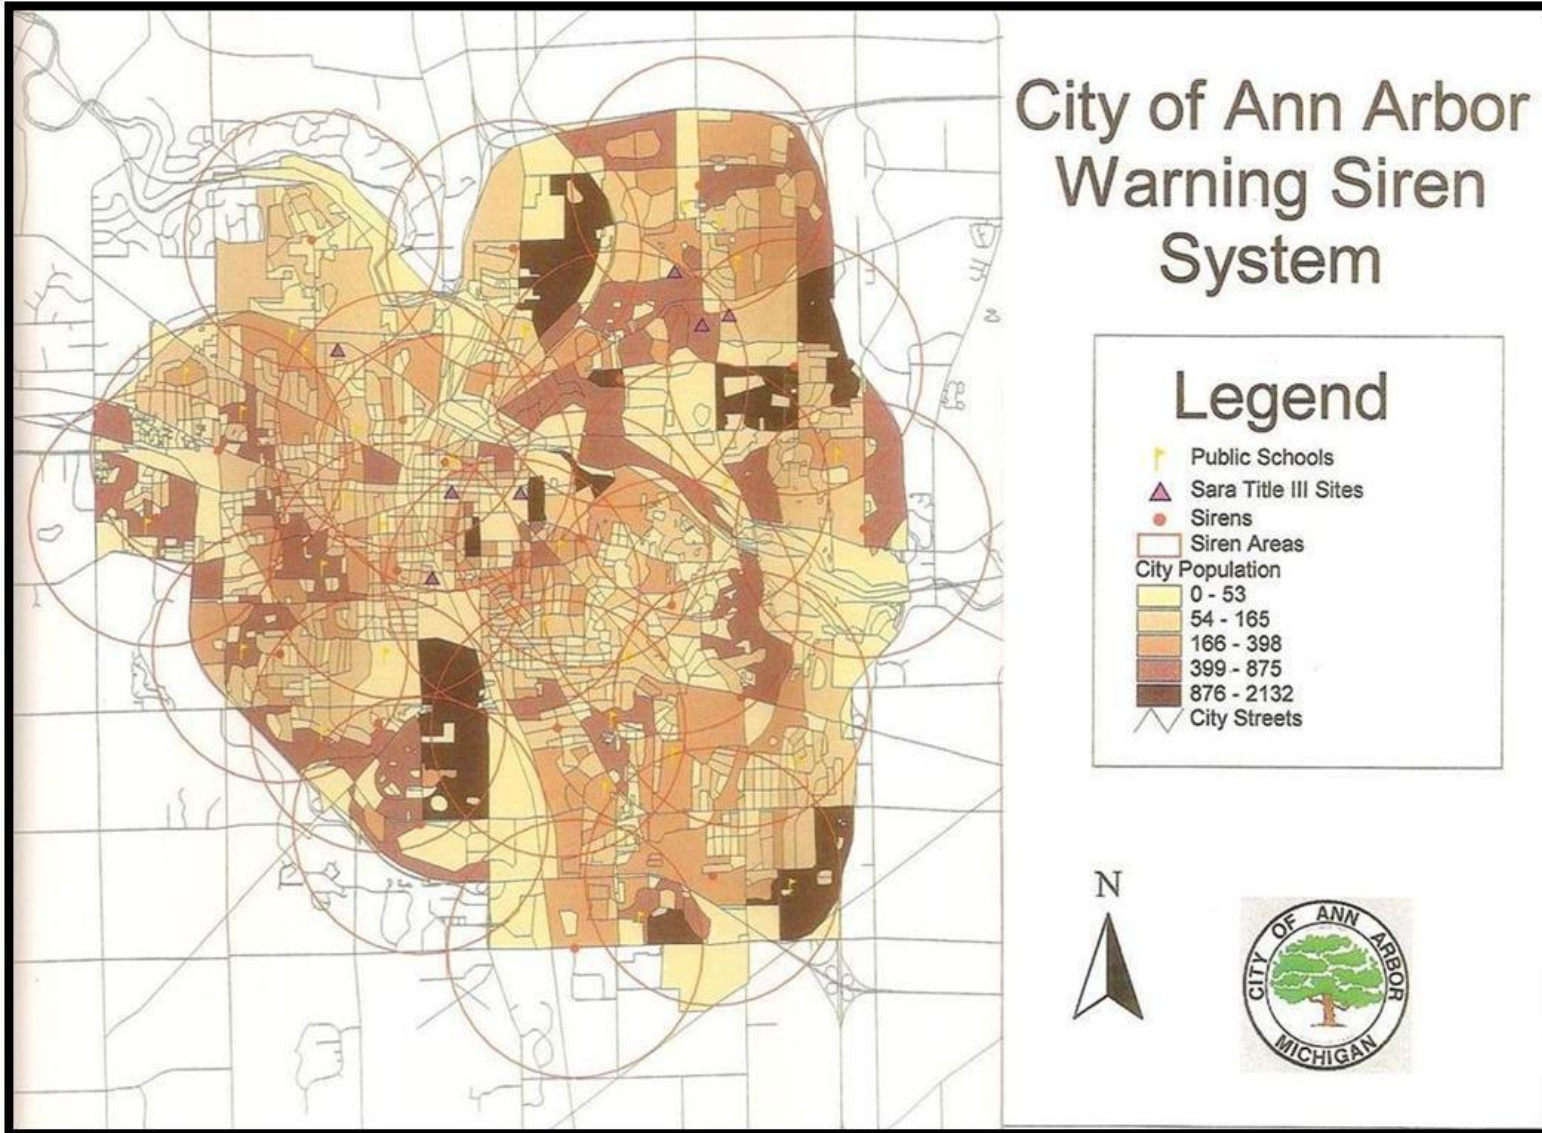 City of Ann Arbor
Warning Siren
System
Legend
Public Schools
Sara Title III Sites
Sirens
Siren Areas
City Population
0 - 53
54 - 165
166 - 398
399 - 875
876 - 2132
City Streets
N
CITY OF ANN ARBOR
MICHIGAN